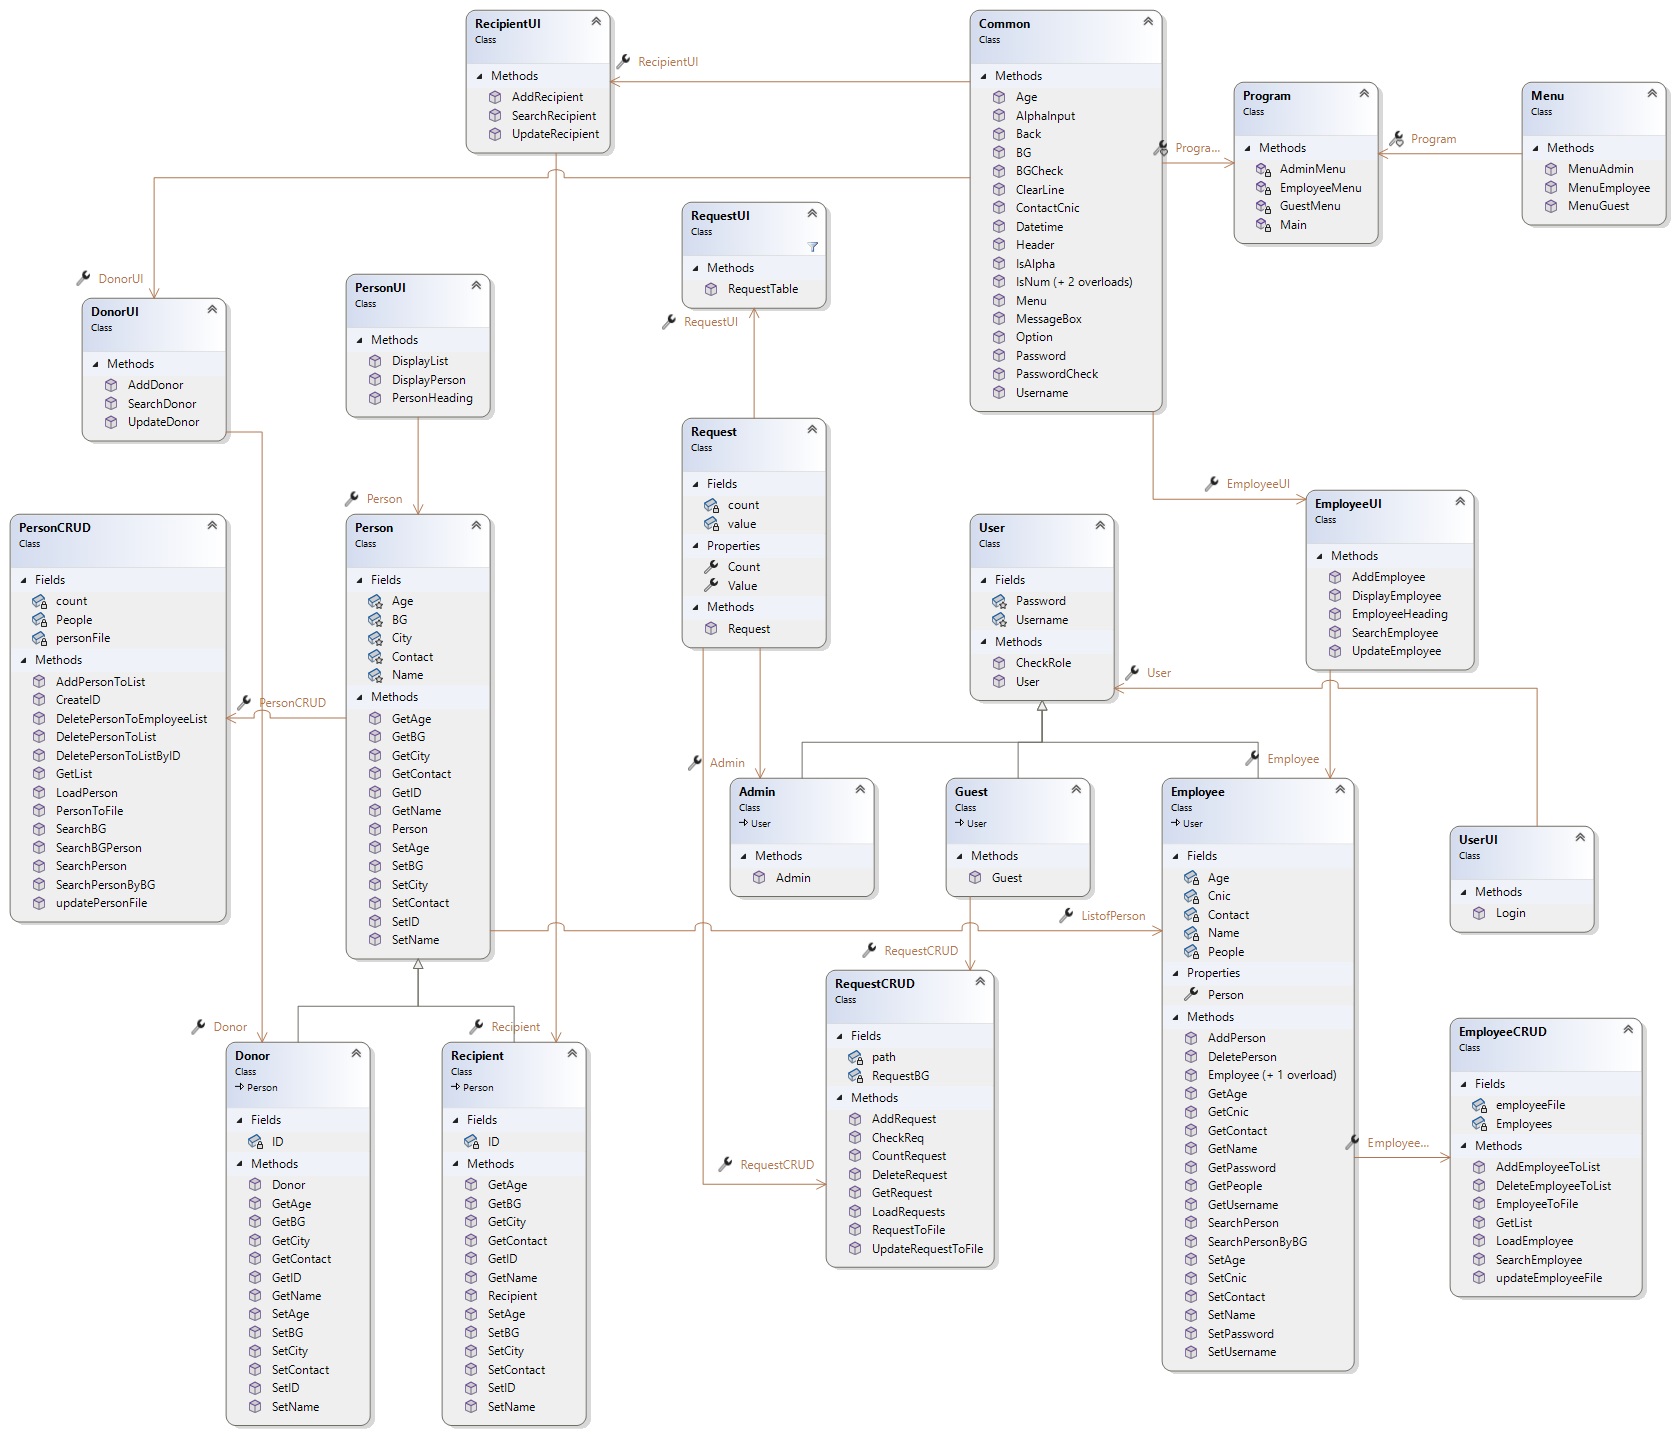 RecipientUI
Class
Methods
AddRecipient
SearchRecipient
UpdateRecipient
RecipientUI
Common
Class
Methods
Age
AlphaInput
Back
BG
BGCheck
ClearLine
ContactCnic
Datetime
Header
IsAlpha
IsNum (+ 2 overloads)
Menu
MessageBox
Option
Password
PasswordCheck
Username
Progra...
Program
Class
Methods
AdminMenu
EmployeeMenu
GuestMenu
Main
Program
Menu
Class
Methods
MenuAdmin
MenuEmployee
MenuGuest
RequestUI
Class
Methods
RequestTable
RequestUI
DonorUI
DonorUI
Class
Methods
AddDonor
SearchDonor
UpdateDonor
PersonUI
Class
Methods
DisplayList
DisplayPerson
PersonHeading
Person
Request
Class
Fields
count
value
Properties
Count
Value
Methods
Request
EmployeeUI
EmployeeUI
Class
Methods
AddEmployee
DisplayEmployee
EmployeeHeading
SearchEmployee
UpdateEmployee
PersonCRUD
Class
Fields
count
People
personFile
Methods
AddPersonToList
CreateID
DeletePersonToEmployeeList
DeletePersonToList
DeletePersonToListByID
GetList
LoadPerson
PersonToFile
SearchBG
SearchBGPerson
SearchPerson
SearchPersonByBG
updatePersonFile
PersonCRUD
Person
Class
Fields
Age
BG
City
Contact
Name
Methods
GetAge
GetBG
GetCity
GetContact
GetID
GetName
Person
SetAge
SetBG
SetCity
SetContact
SetID
SetName
User
Class
Fields
Password
Username
Methods
CheckRole
User
User
Admin
Admin
Class
User
Methods
Admin
Guest
Class
User
Methods
Guest
Employee
Employee
Class
User
Fields
Age
Cnic
Contact
Name
People
Properties
Person
Methods
AddPerson
DeletePerson
Employee (+ 1 overload)
GetAge
GetCnic
GetContact
GetName
GetPassword
GetPeople
GetUsername
SearchPerson
SearchPersonByBG
SetAge
SetCnic
SetContact
SetName
SetPassword
SetUsername
UserUI
Class
Methods
Login
ListofPerson
RequestCRUD
RequestCRUD
Class
Fields
path
RequestBG
Methods
AddRequest
CheckReq
CountRequest
DeleteRequest
GetRequest
LoadRequests
RequestToFile
UpdateRequestToFile
RequestCRUD
Donor
Donor
Class
Person
Fields
ID
Methods
Donor
GetAge
GetBG
GetCity
GetContact
GetID
GetName
SetAge
SetBG
SetCity
SetContact
SetID
SetName
Recipient
Recipient
Class
Person
Fields
ID
Methods
GetAge
GetBG
GetCity
GetContact
GetID
GetName
Recipient
SetAge
SetBG
SetCity
SetContact
SetID
SetName
Employee...
EmployeeCRUD
Class
Fields
employeeFile
Employees
Methods
AddEmployeeToList
DeleteEmployeeToList
EmployeeToFile
GetList
LoadEmployee
SearchEmployee
updateEmployeeFile